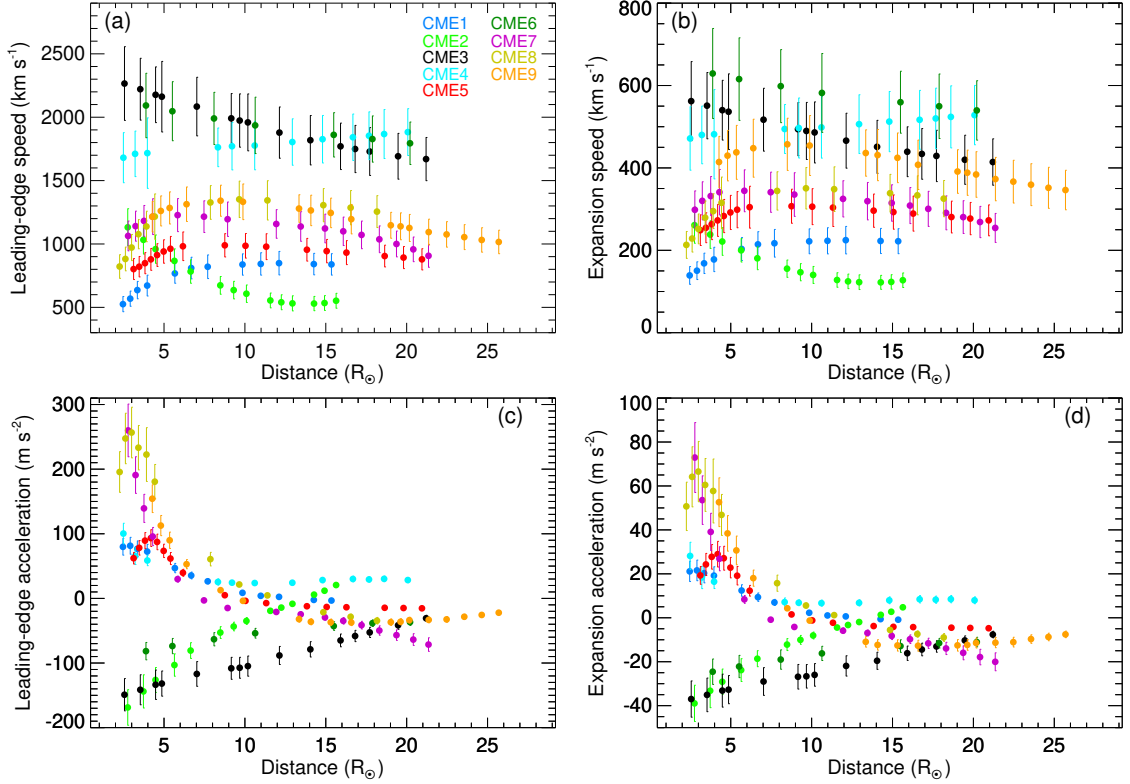 (a)
CME1 CME6
CME2 CME7
CME3 CME8
CME4 CME9
CME5
Leading-edge speed (km s⁻¹)
2500
2000
1500
1000
500
5 10 15 20 25
Distance (R☉)
(b)
Expansion speed (km s⁻¹)
800
600
400
200
0
5 10 15 20 25
Distance (R☉)
(c)
Leading-edge acceleration (m s⁻²)
300
200
100
0
-100
-200
5 10 15 20 25
Distance (R☉)
(d)
Expansion acceleration (m s⁻²)
100
80
60
40
20
0
-20
-40
5 10 15 20 25
Distance (R☉)